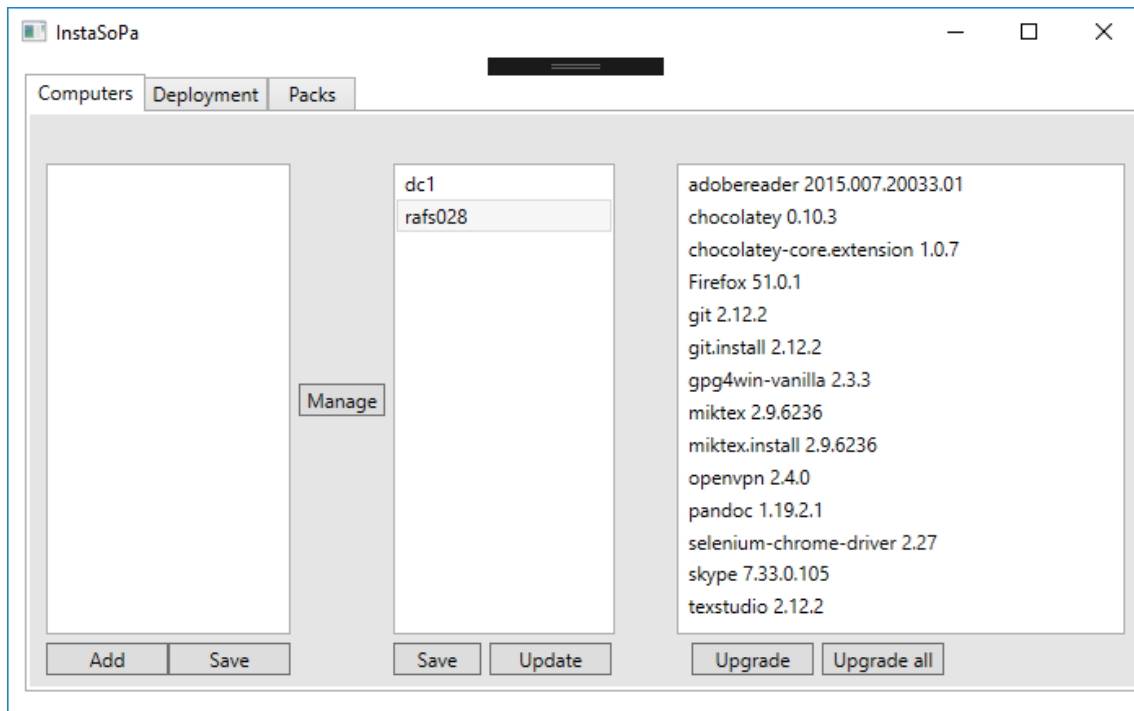 InstaSoPa
Computers Deployment Packs
dc1
rafs028
adobereader 2015.007.20033.01
chocolatey 0.10.3
chocolatey-core.extension 1.0.7
Firefox 51.0.1
git 2.12.2
git.install 2.12.2
gpg4win-vanilla 2.3.3
miktex 2.9.6236
miktex.install 2.9.6236
openvpn 2.4.0
pandoc 1.19.2.1
selenium-chrome-driver 2.27
skype 7.33.0.105
texstudio 2.12.2
Manage
Add Save Save Update Upgrade Upgrade all